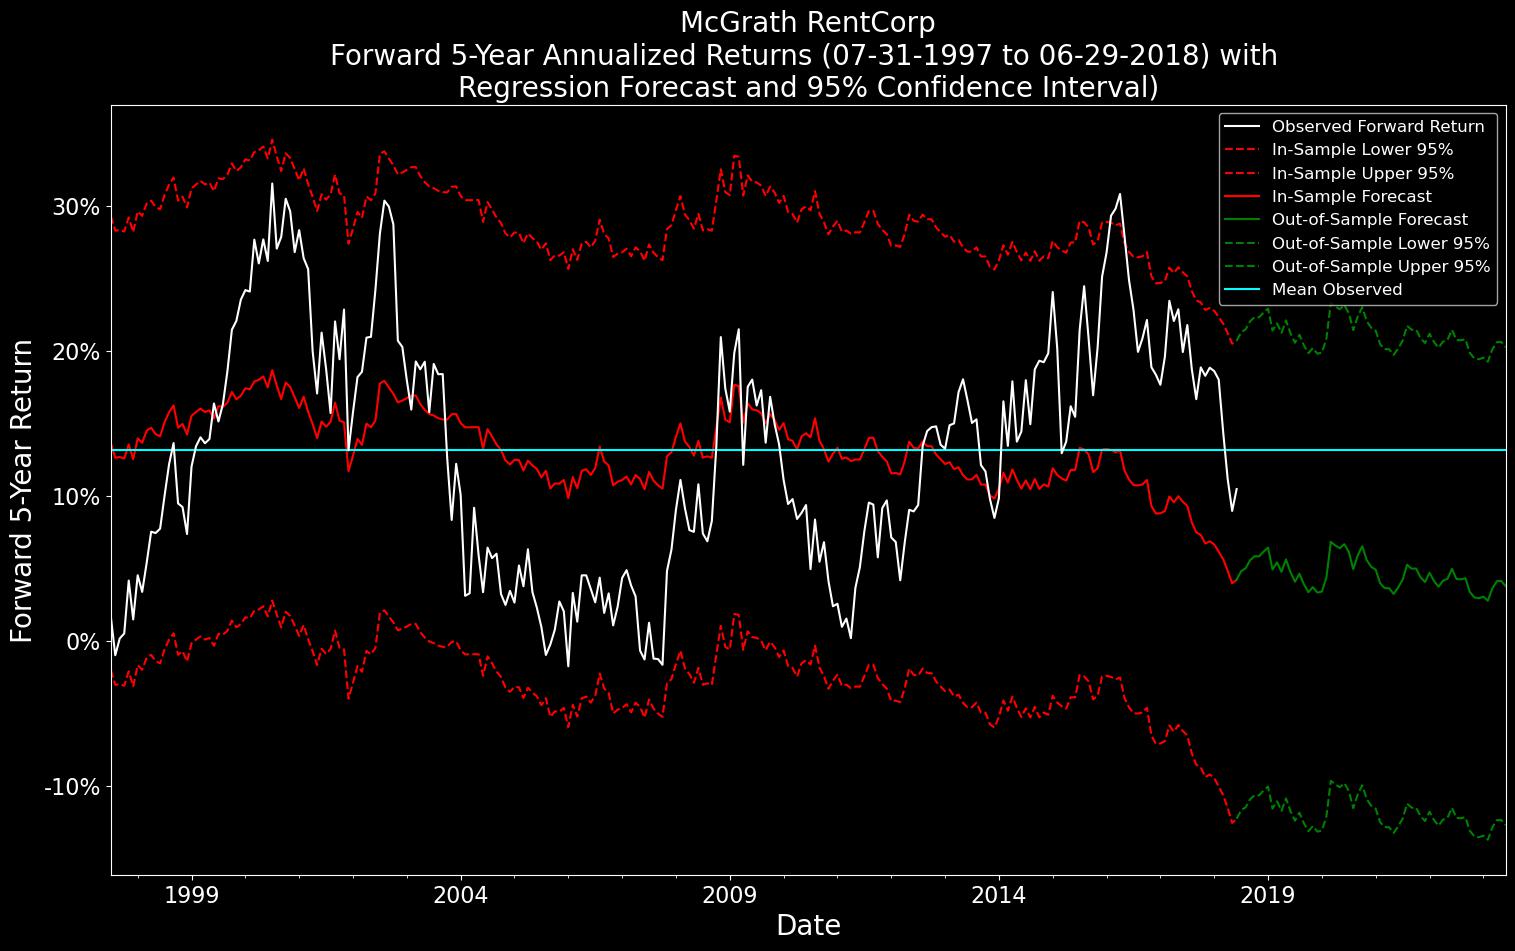 McGrath RentCorp
Forward 5-Year Annualized Returns (07-31-1997 to 06-29-2018) with
Regression Forecast and 95% Confidence Interval)
Observed Forward Return
In-Sample Lower 95%
In-Sample Upper 95%
In-Sample Forecast
Out-of-Sample Forecast
Out-of-Sample Lower 95%
Out-of-Sample Upper 95%
Mean Observed
Forward 5-Year Return
30%
20%
10%
0%
-10%
1999
2004
2009
2014
2019
Date